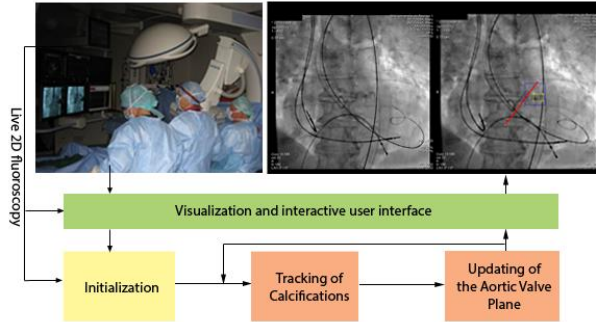 Live 2D fluoroscopy
Visualization and interactive user interface
Initialization
Tracking of
Calcifications
Updating of
the Aortic Valve
Plane